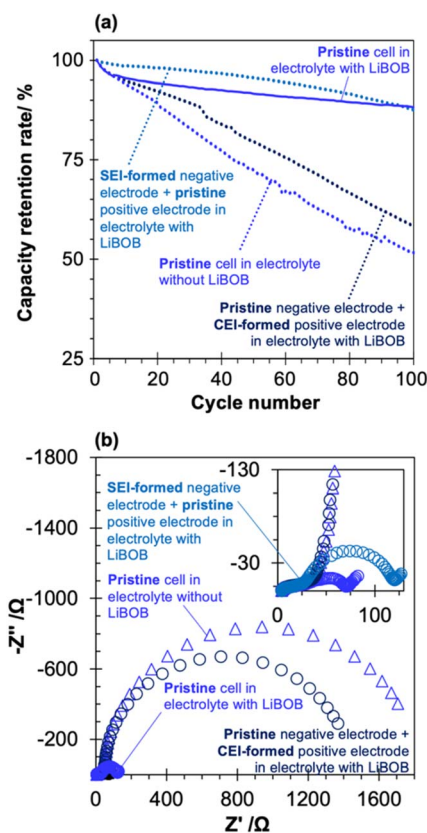 (a)
100
75
50
25
Capacity retention rate/ %
Pristine cell in
electrolyte with LiBOB
SEI-formed negative
electrode + pristine
positive electrode in
electrolyte with
LiBOB
Pristine cell in electrolyte
without LiBOB
Pristine negative electrode +
CEI-formed positive electrode
in electrolyte with LiBOB
0 20 40 60 80 100
Cycle number
(b)
-1800
-1400
-1000
-600
-200
-Z'' /Ω
SEI-formed negative
electrode + pristine
positive electrode in
electrolyte with
LiBOB
-130
-30
0 100
Pristine cell in
electrolyte without
LiBOB
Pristine cell in
electrolyte with LiBOB
Pristine negative electrode +
CEI-formed positive electrode
in electrolyte with LiBOB
0 400 800 1200 1600
Z' /Ω